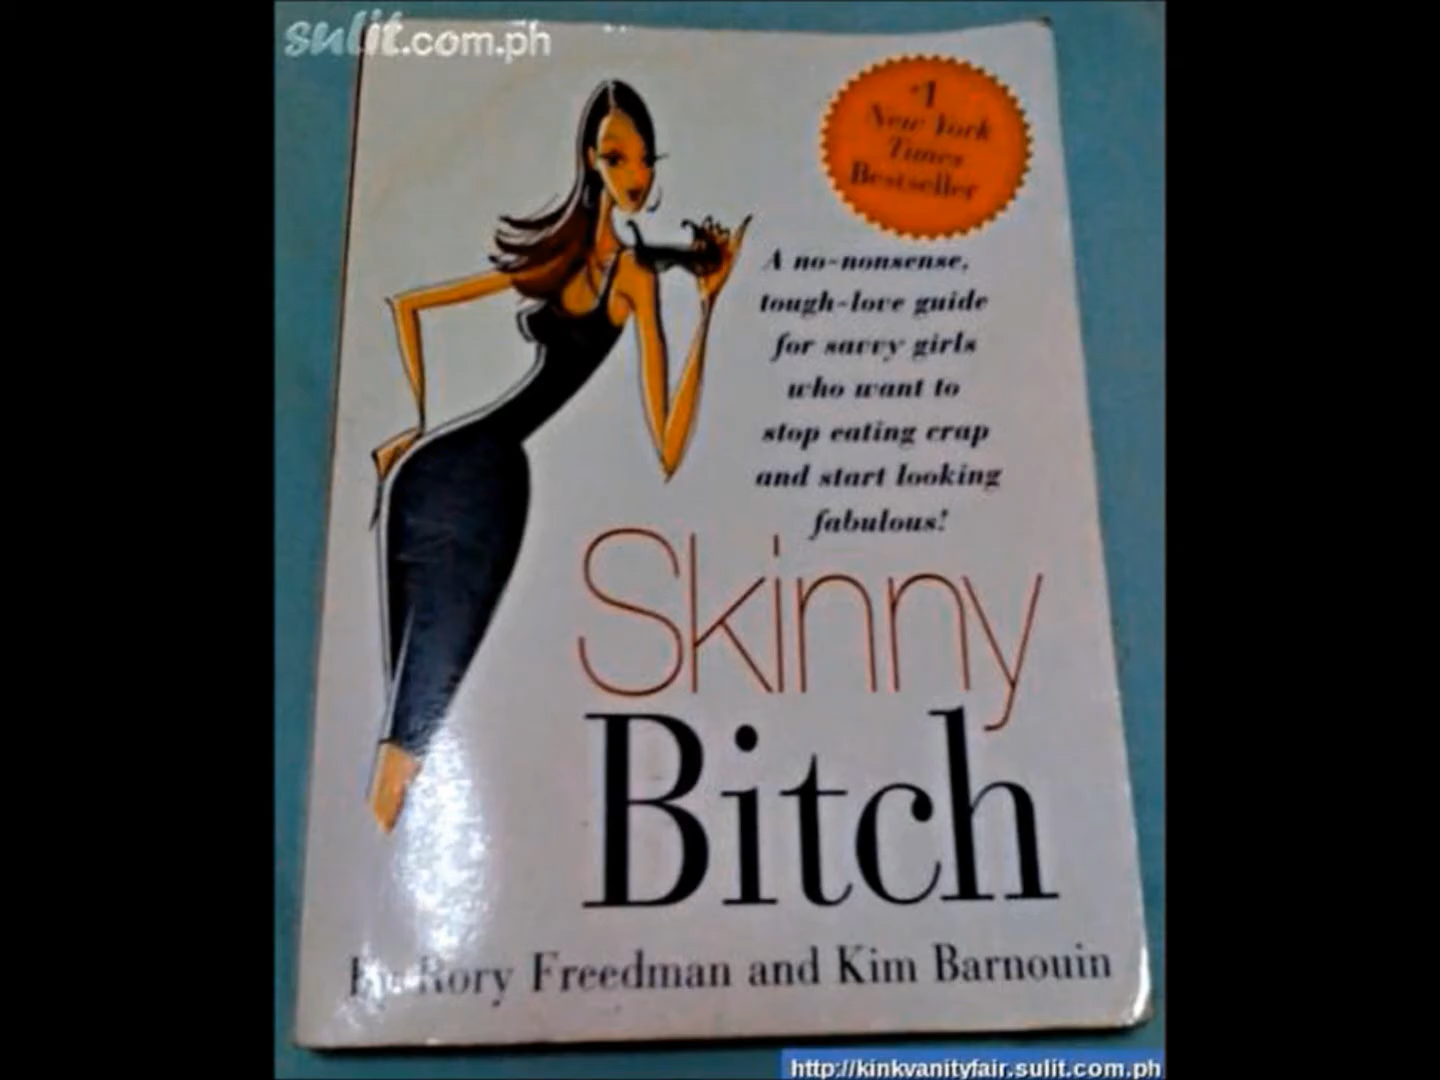 sulit.com.ph
#1
New York
Times
Bestseller
A no-nonsense,
tough-love guide
for savvy girls
who want to
stop eating crap
and start looking
fabulous!
Skinny
Bitch
By Rory Freedman and Kim Barnouin
http://kinkvanityfair.sulit.com.ph